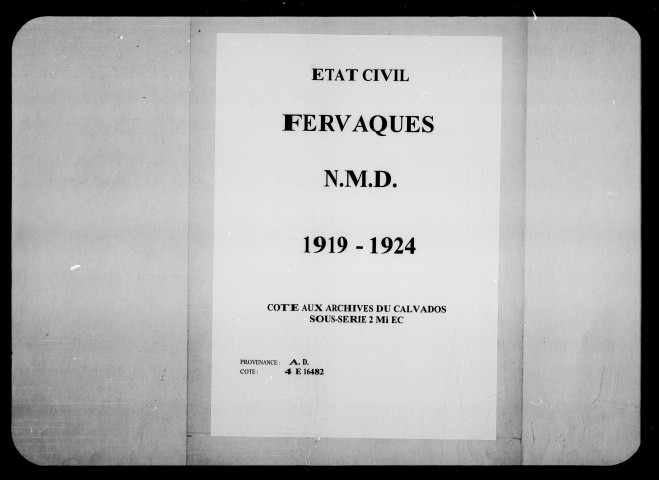 ETAT CIVIL
FERVAQUES
N.M.D.
1919 - 1924
COTE AUX ARCHIVES DU CALVADOS
SOUS-SERIE 2 Mi EC
PROVENANCE : A. D.
COTE : 4 E 16482